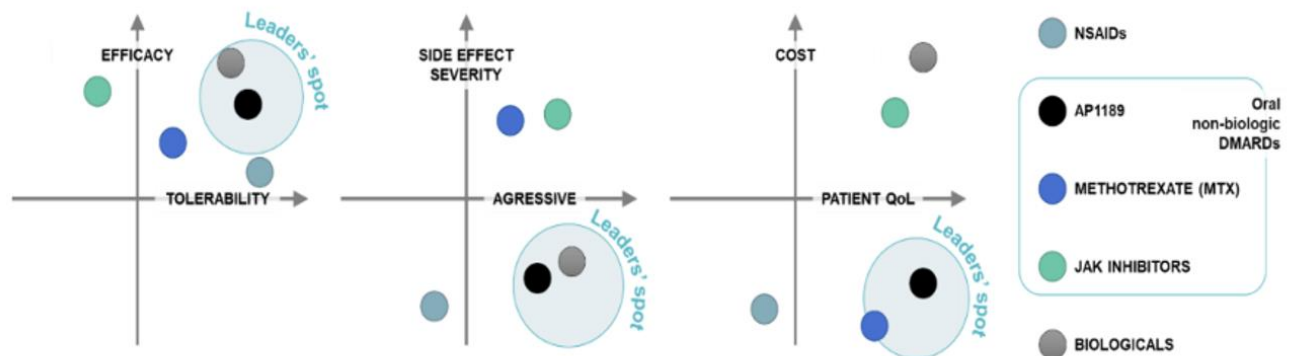 EFFICACY
Leaders' spot
TOLERABILITY
SIDE EFFECT
SEVERITY
AGRESSIVE
Leaders' spot
COST
PATIENT QoL
Leaders' spot
NSAIDs
AP1189
Oral
non-biologic
DMARDs
METHOTREXATE (MTX)
JAK INHIBITORS
BIOLOGICALS